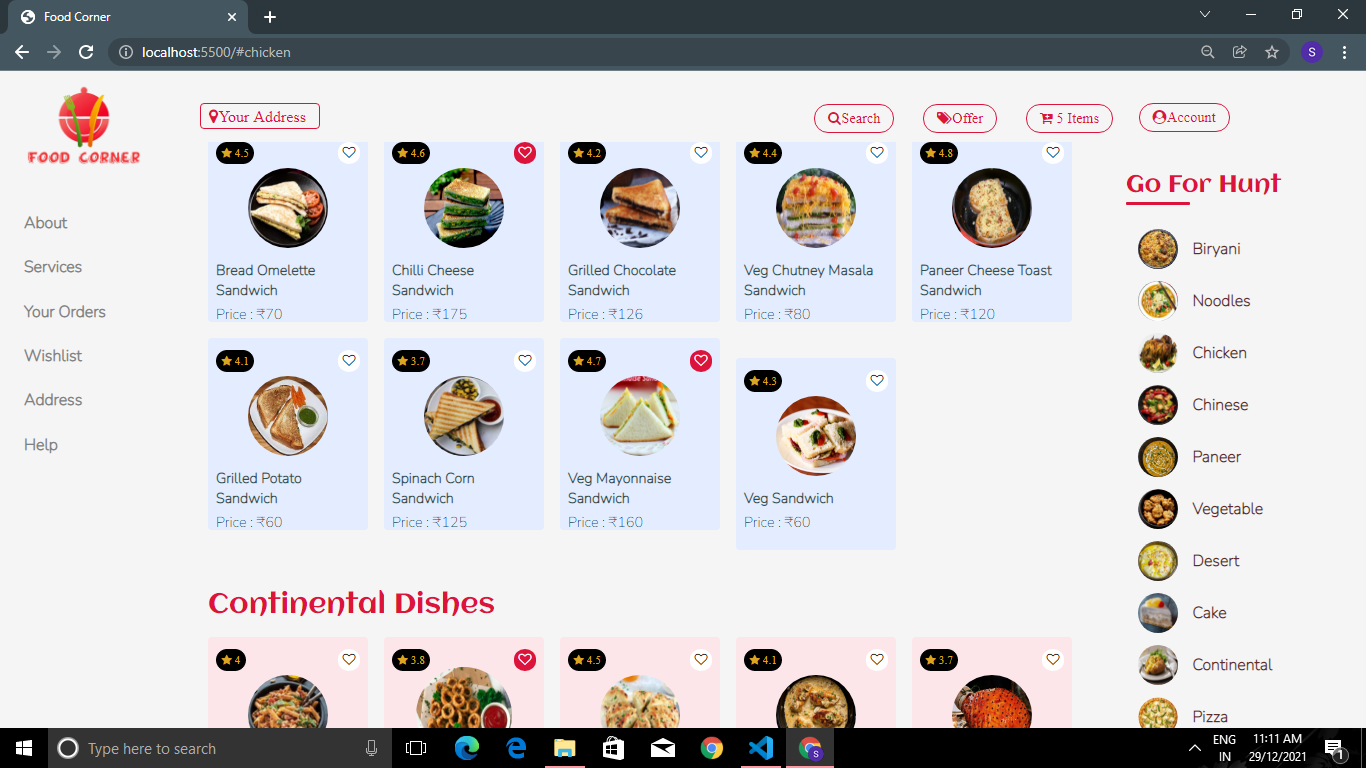 Food Corner
localhost:5500/#chicken
S
FOOD CORNER
Your Address
Search
Offer
5 Items
Account
About
Services
Your Orders
Wishlist
Address
Help
4.5
4.6
4.2
4.4
4.8
Bread Omelette
Sandwich
Price : ₹70
Chilli Cheese
Sandwich
Price : ₹175
Grilled Chocolate
Sandwich
Price : ₹126
Veg Chutney Masala
Sandwich
Price : ₹80
Paneer Cheese Toast
Sandwich
Price : ₹120
4.1
3.7
4.7
4.3
Grilled Potato
Sandwich
Price : ₹60
Spinach Corn
Sandwich
Price : ₹125
Veg Mayonnaise
Sandwich
Price : ₹160
Veg Sandwich
Price : ₹60
Continental Dishes
4
3.8
4.5
4.1
3.7
Go For Hunt
Biryani
Noodles
Chicken
Chinese
Paneer
Vegetable
Desert
Cake
Continental
Pizza
Type here to search
S
ENG
IN
11:11 AM
29/12/2021
1